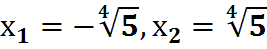 x₁ = −∜5, x₂ = ∜5